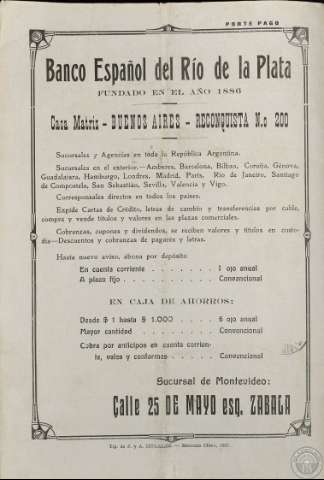 PORTE PAGO
Banco Español del Río de la Plata
FUNDADO EN EL AÑO 1886
Casa Matriz - BUENOS AIRES - RECONQUISTA N.o 200
Sucursales y Agencias en toda la República Argentina.
Sucursales en el exterior.—Amberes, Barcelona, Bilbao, Coruña, Génova,
Guadalajara, Hamburgo, Londres, Madrid, París, Río de Janeiro, Santiago
de Compostela, San Sebastián, Sevilla, Valencia y Vigo.
Corresponsales directos en todos los países.
Expide Cartas de Crédito, letras de cambio y transferencias por cable,
compra y vende títulos y valores en las plazas comerciales.
Cobranzas, cupones y dividendos, se reciben valores y títulos en custo-
dia—Descuentos y cobranzas de pagarés y letras.
Hasta nuevo aviso, abona por depósito
En cuenta corriente . . . . . . 1 o/o anual
A plazo fijo . . . . . . . . Convencional
EN CAJA DE AHORROS:
Desde $ 1 hasta $ 1.000 . . . . 6 o/o anual
Mayor cantidad . . . . . . Convencional
Cobra por anticipos en cuenta corrien-
te, vales y conformes . . . . Convencional
Sucursal de Montevideo:
Calle 25 DE MAYO esq. ZABALA
Tip. de J. y A.